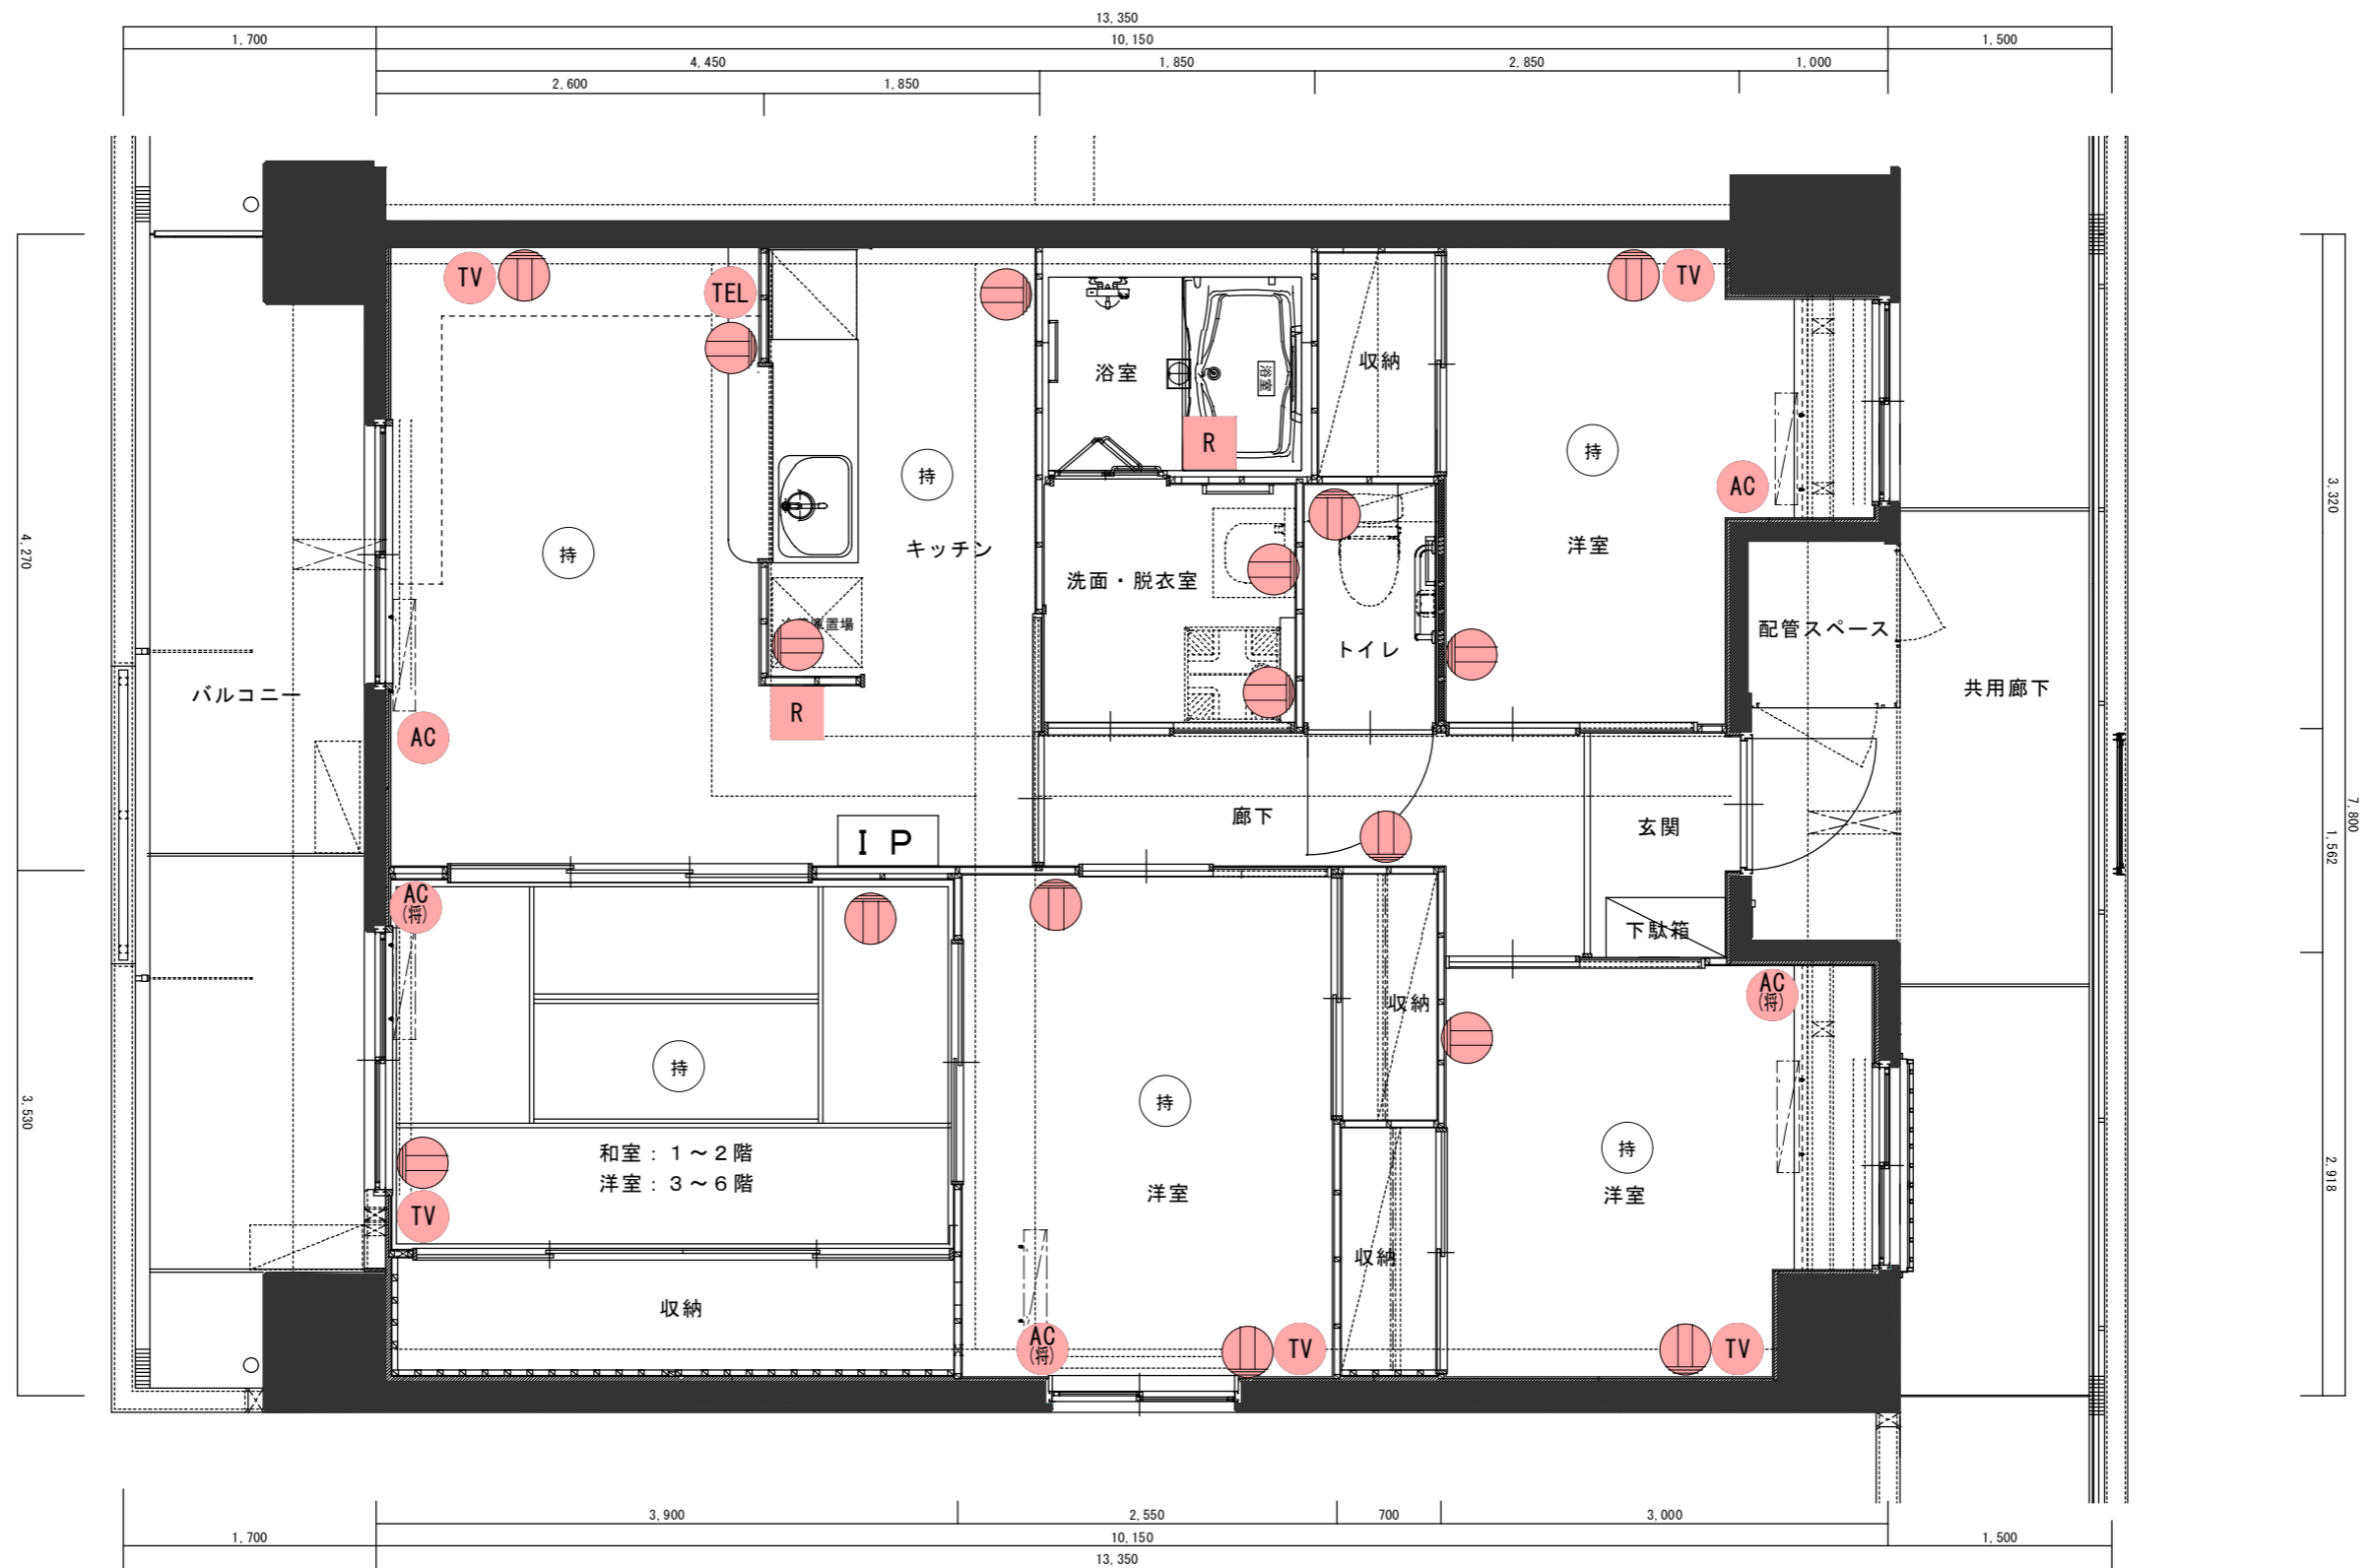 13,350
1,700
10,150
1,500
4,450
1,850
2,850
1,000
2,600
1,850
TV
TEL
TV
収納
浴室
浴室
R
持
持
AC
3,320
持
キッチン
洋室
4,270
持
洗面・脱衣室
置場
配管スペース
トイレ
バルコニー
共用廊下
R
AC
7,800
廊下
玄関
IP
1,562
AC
(将)
下駄箱
収納
AC
(将)
持
持
3,530
持
和室：1～2階
洋室：3～6階
2,918
洋室
洋室
TV
収納
収納
AC
(将)
TV
TV
3,900
2,550
700
3,000
1,700
10,150
1,500
13,350